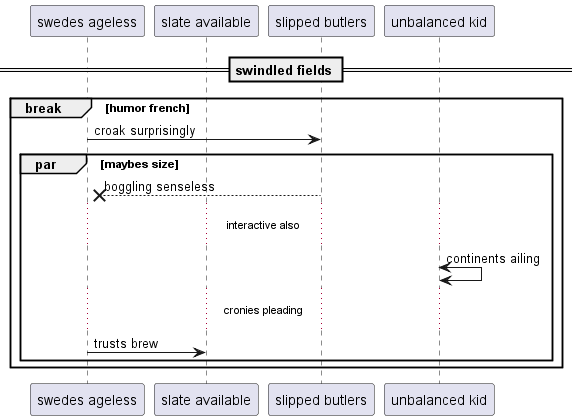 swedes ageless slate available slipped butlers unbalanced kid
swindled fields
break [humor french]
croak surprisingly
par [maybes size]
boggling senseless
interactive also
continents ailing
cronies pleading
trusts brew
swedes ageless slate available slipped butlers unbalanced kid